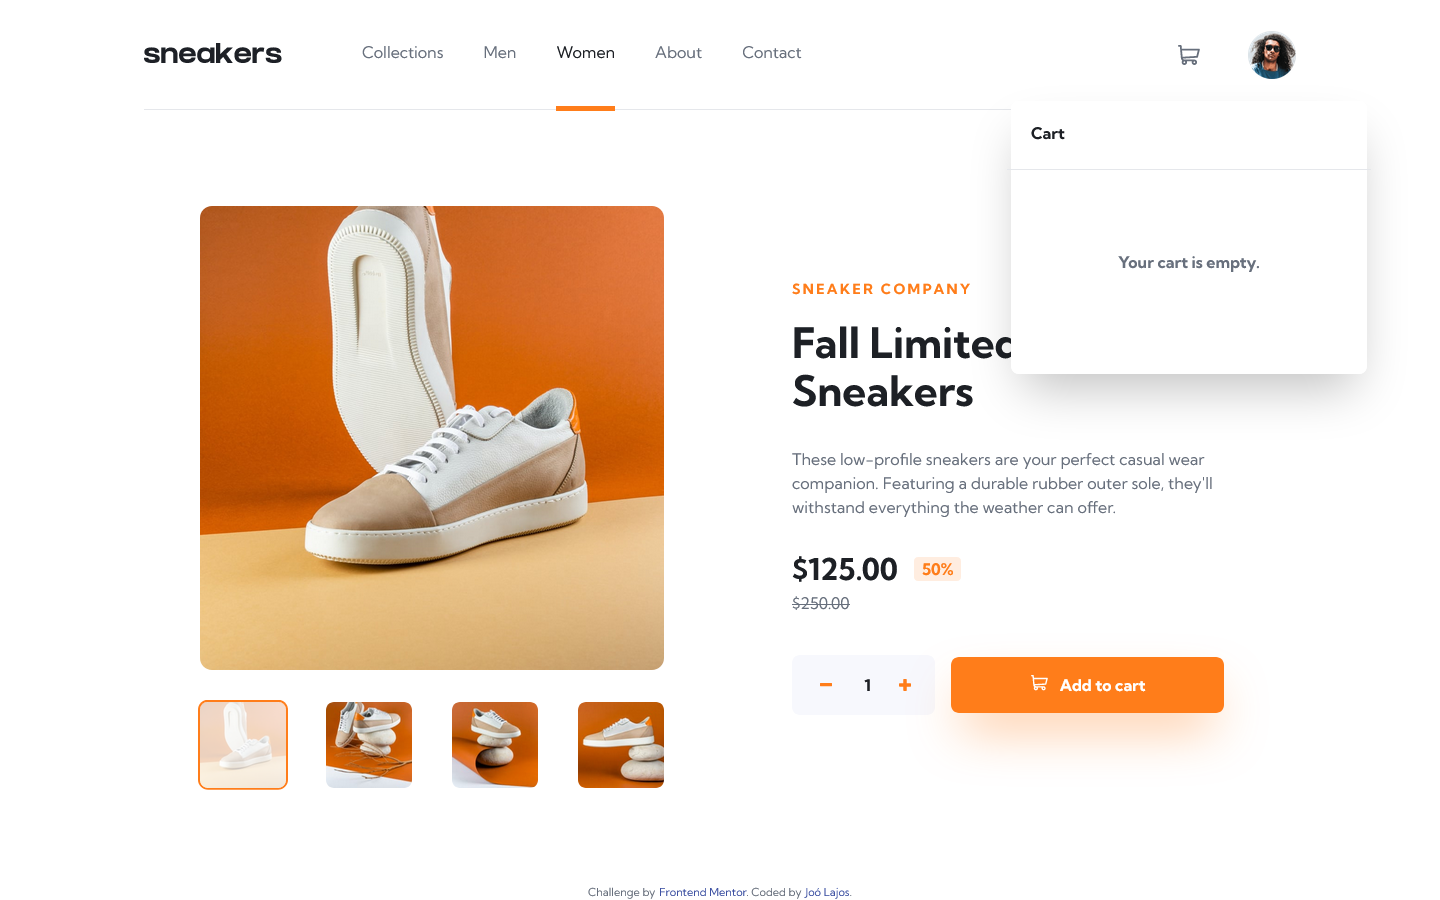 sneakers
Collections
Men
Women
About
Contact
Cart
Your cart is empty.
SNEAKER COMPANY
Fall Limited
Sneakers
These low-profile sneakers are your perfect casual wear
companion. Featuring a durable rubber outer sole, they'll
withstand everything the weather can offer.
$125.00 50%
$250.00
1
Add to cart
Challenge by Frontend Mentor. Coded by Joó Lajos.